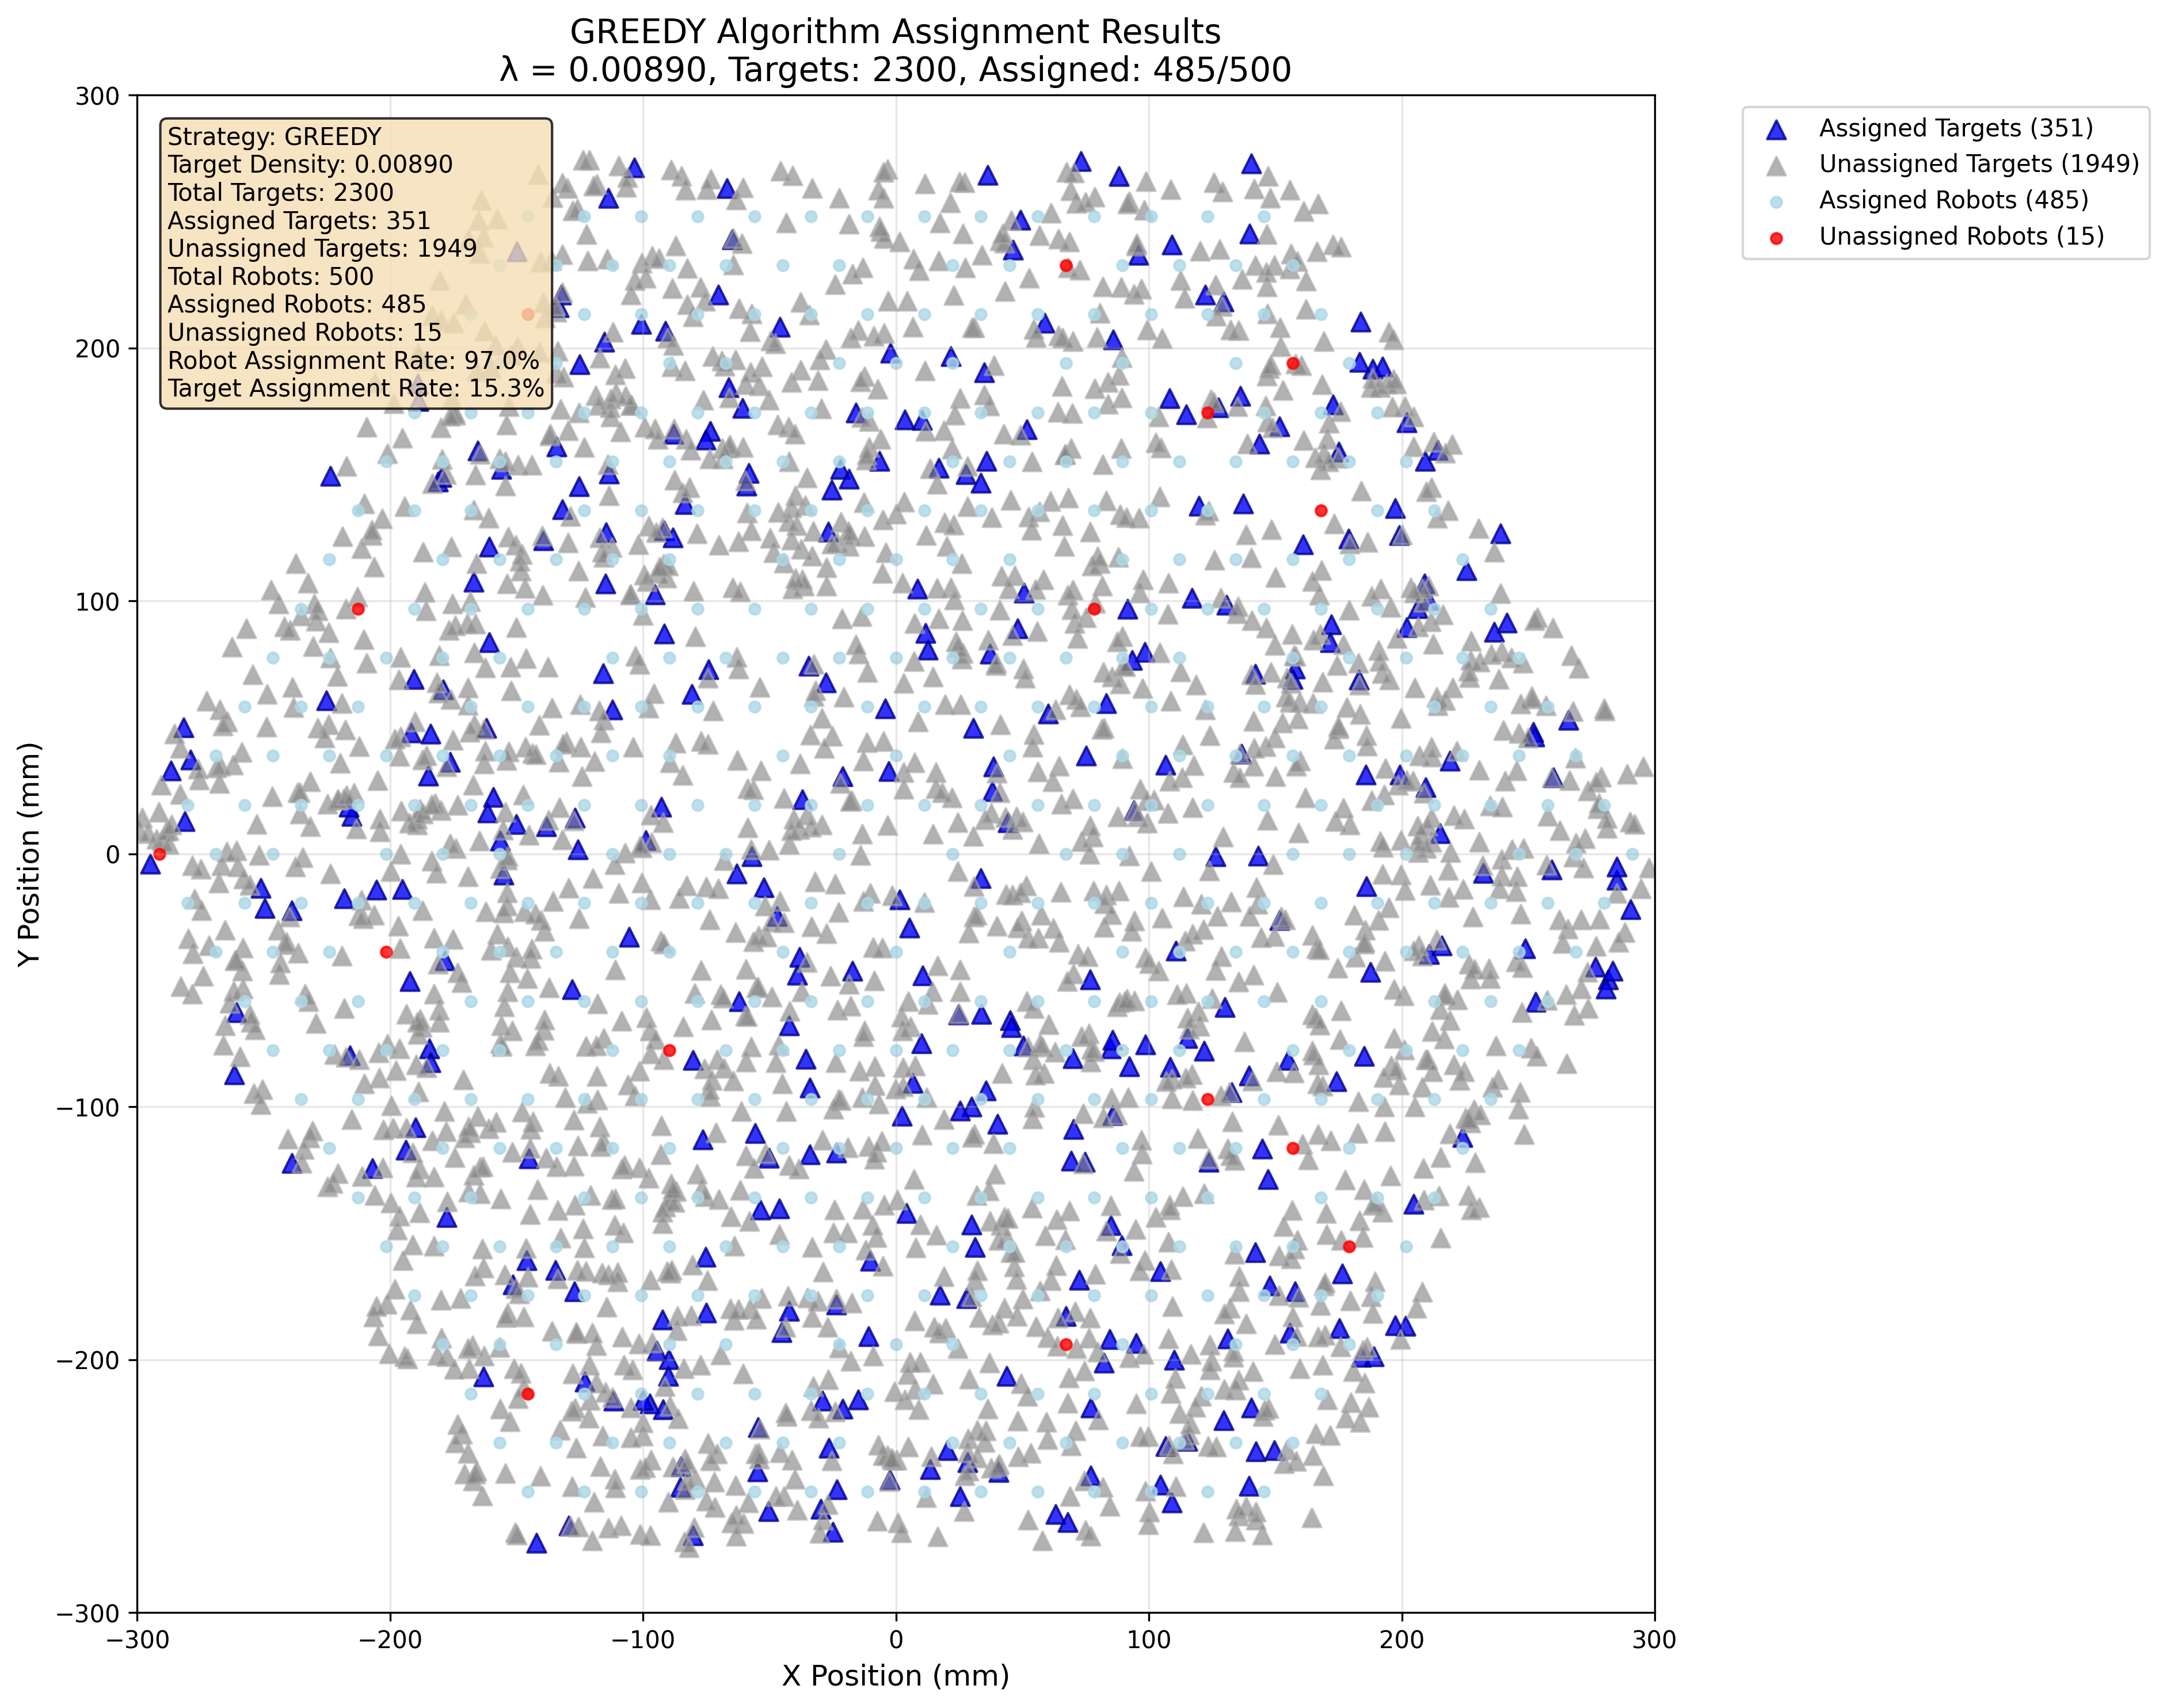 GREEDY Algorithm Assignment Results
λ = 0.00890, Targets: 2300, Assigned: 485/500
Strategy: GREEDY
Target Density: 0.00890
Total Targets: 2300
Assigned Targets: 351
Unassigned Targets: 1949
Total Robots: 500
Assigned Robots: 485
Unassigned Robots: 15
Robot Assignment Rate: 97.0%
Target Assignment Rate: 15.3%
Assigned Targets (351)
Unassigned Targets (1949)
Assigned Robots (485)
Unassigned Robots (15)
300
200
100
0
−100
−200
−300
Y Position (mm)
−300
−200
−100
0
100
200
300
X Position (mm)